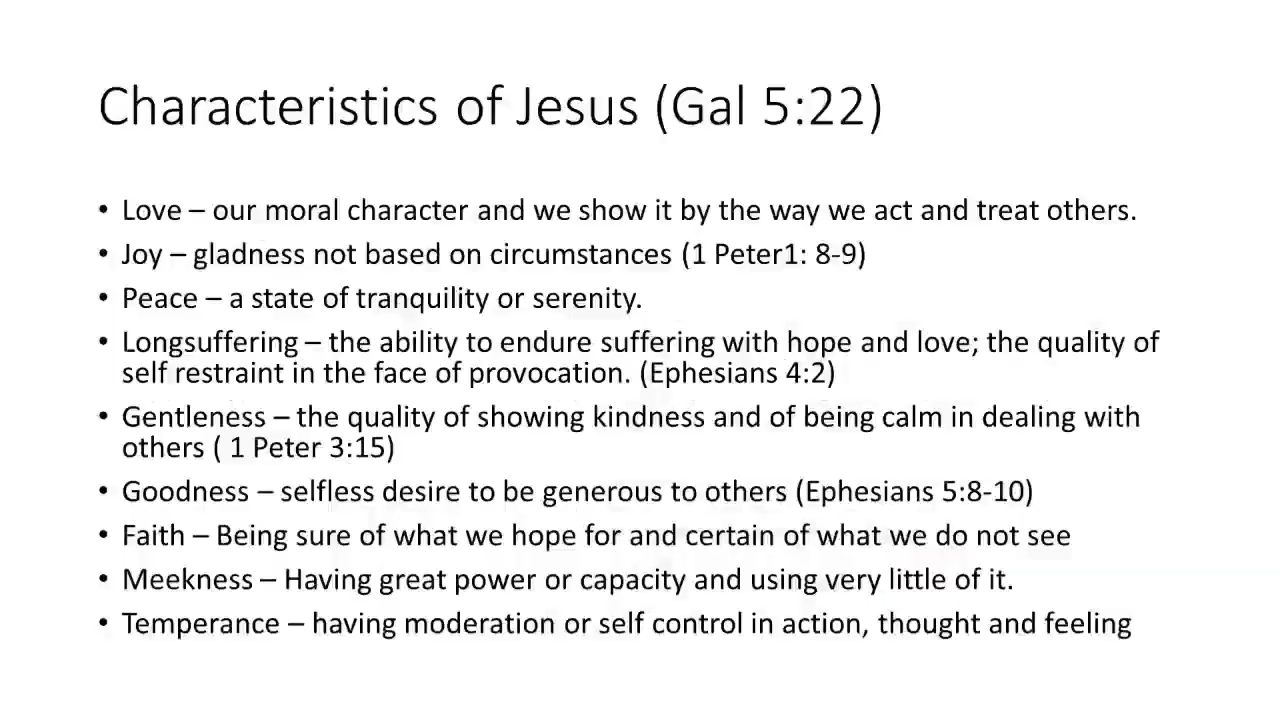 Characteristics of Jesus (Gal 5:22)
• Love – our moral character and we show it by the way we act and treat others.
• Joy – gladness not based on circumstances (1 Peter1: 8-9)
• Peace – a state of tranquility or serenity.
• Longsuffering – the ability to endure suffering with hope and love; the quality of
self restraint in the face of provocation. (Ephesians 4:2)
• Gentleness – the quality of showing kindness and of being calm in dealing with
others ( 1 Peter 3:15)
• Goodness – selfless desire to be generous to others (Ephesians 5:8-10)
• Faith – Being sure of what we hope for and certain of what we do not see
• Meekness – Having great power or capacity and using very little of it.
• Temperance – having moderation or self control in action, thought and feeling